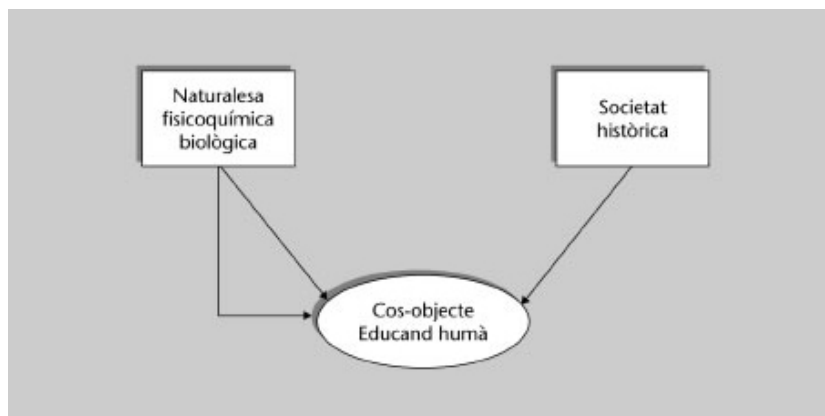 Naturalesa
fisicoquímica
biològica
Societat
històrica
Cos-objecte
Educand humà